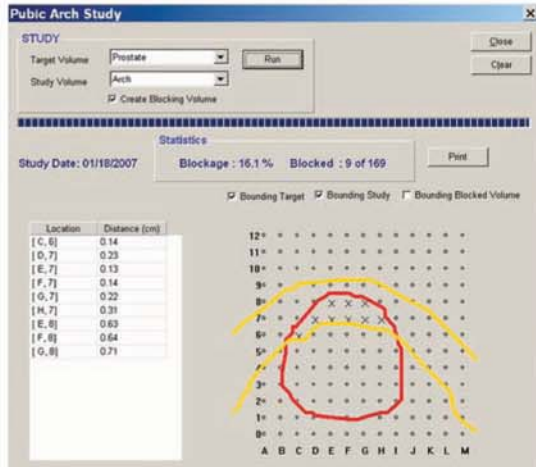 Pubic Arch Study
STUDY
Target Volume Prostate Run Close
Study Volume Arch Clear
Create Blocking Volume
Statistics
Study Date: 01/18/2007 Blockage : 16.1 % Blocked : 9 of 169 Print
Bounding Target Bounding Study Bounding Blocked Volume
Location Distance (cm)
[ C, 6] 0.14
[ D, 7] 0.23
[ E, 7] 0.13
[ F, 7] 0.14
[ G, 7] 0.22
[ H, 7] 0.31
[ E, 8] 0.63
[ F, 8] 0.64
[ G, 8] 0.71
12
11
10
9
8
7
6
5
4
3
2
1
0
A B C D E F G H I J K L M